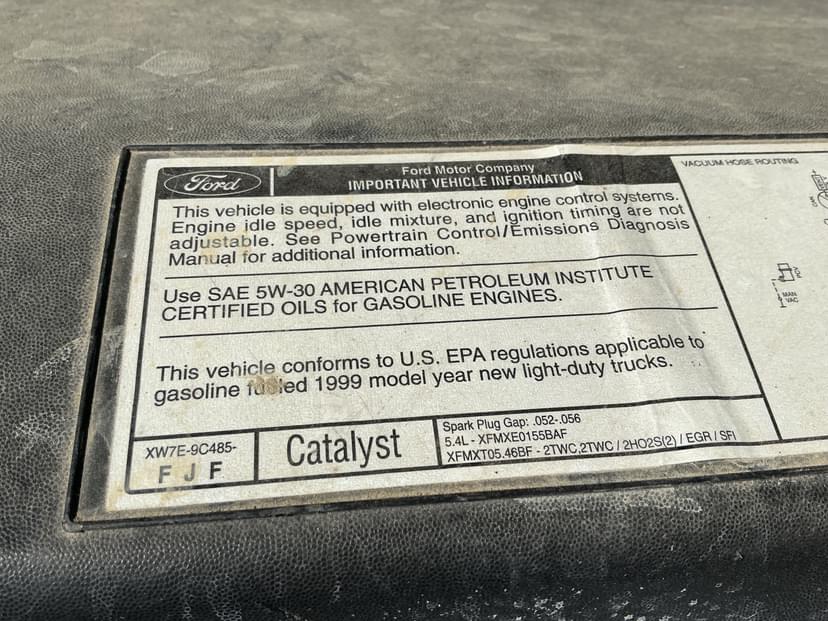 Ford
Ford Motor Company
IMPORTANT VEHICLE INFORMATION
VACUUM HOSE ROUTING
This vehicle is equipped with electronic engine control systems.
Engine idle speed, idle mixture, and ignition timing are not
adjustable. See Powertrain Control/Emissions Diagnosis
Manual for additional information.
Use SAE 5W-30 AMERICAN PETROLEUM INSTITUTE
CERTIFIED OILS for GASOLINE ENGINES.
This vehicle conforms to U.S. EPA regulations applicable to
gasoline fueled 1999 model year new light-duty trucks.
XW7E-9C485-
F J F
Catalyst
Spark Plug Gap: .052-.056
5.4L - XFMXE0155BAF
XFMXT05.46BF - 2TWC,2TWC / 2HO2S(2) / EGR / SFI
PCV
MAN
VAC